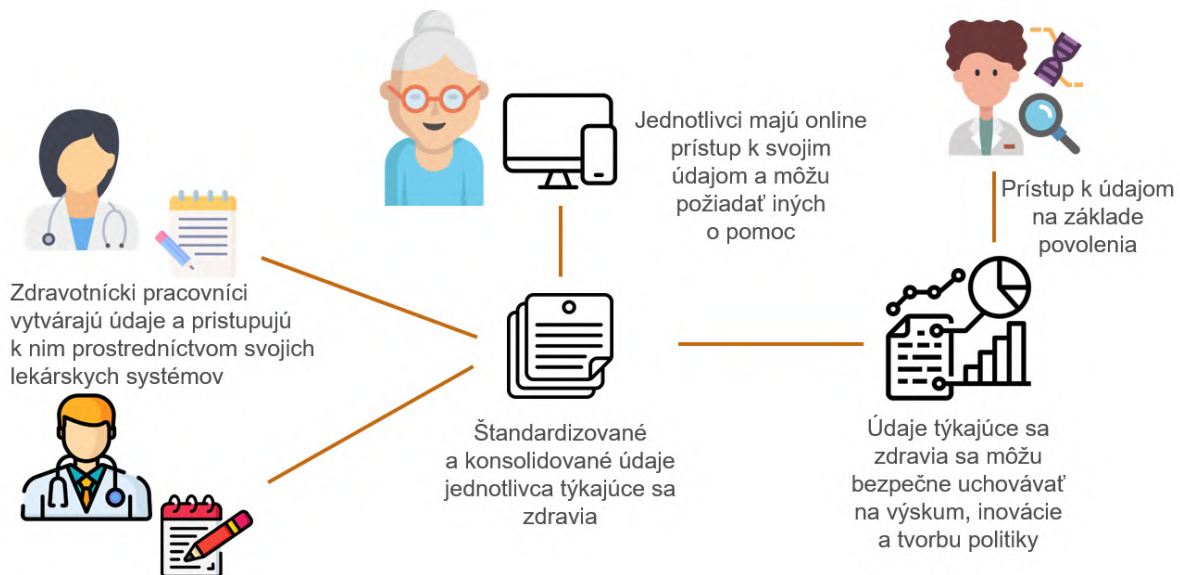 Jednotlivci majú online
prístup k svojim
údajom a môžu
požiadať iných
o pomoc
Prístup k údajom
na základe
povolenia
Zdravotnícki pracovníci
vytvárajú údaje a pristupujú
k nim prostredníctvom svojich
lekárskych systémov
Štandardizované
a konsolidované údaje
jednotlivca týkajúce sa
zdravia
Údaje týkajúce sa
zdravia sa môžu
bezpečne uchovávať
na výskum, inovácie
a tvorbu politiky